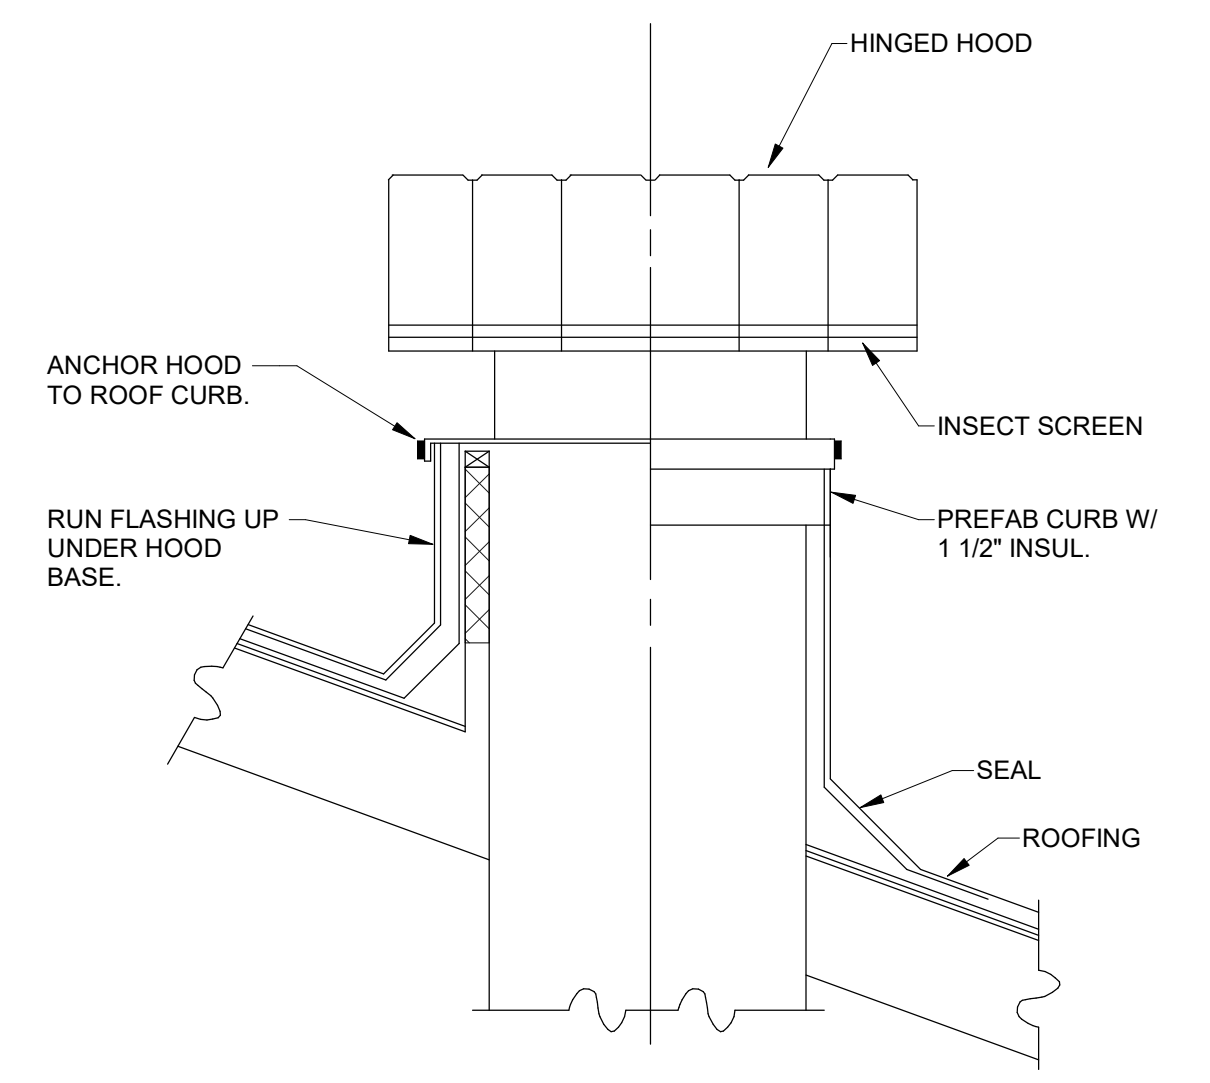 HINGED HOOD
ANCHOR HOOD
TO ROOF CURB.
INSECT SCREEN
RUN FLASHING UP
UNDER HOOD
BASE.
PREFAB CURB W/
1 1/2" INSUL.
SEAL
ROOFING